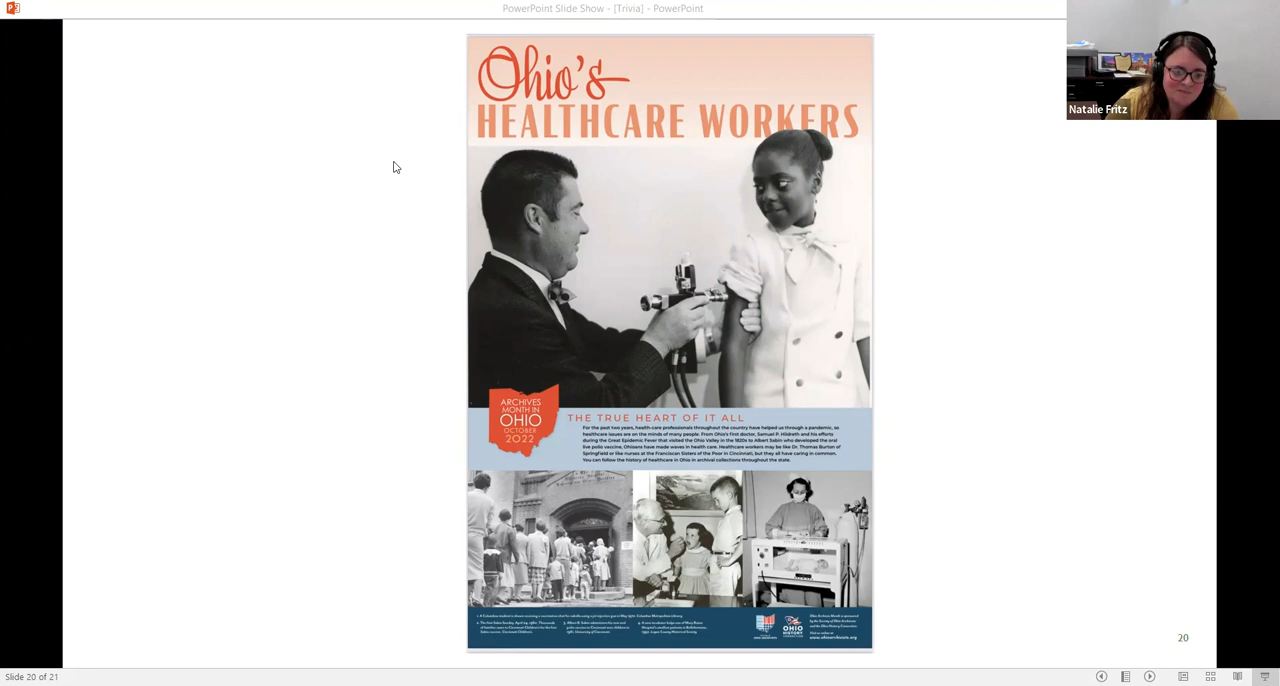 PowerPoint Slide Show - [Trivia] - PowerPoint
Natalie Fritz
Ohio's
HEALTHCARE WORKERS
ARCHIVES
MONTH IN
OHIO
OCTOBER
2022
THE TRUE HEART OF IT ALL
For the past two years, health-care professionals throughout the country have helped us through a pandemic, so
healthcare issues are on the minds of many people. From Ohio's first doctor, Samuel P. Hildreth and his efforts
during the Great Epidemic Fever that visited the Ohio Valley in the 1820s to Albert Sabin who developed the oral
live polio vaccine, Ohioans have made waves in health care. Healthcare workers may be like Dr. Thomas Burton of
Springfield or like nurses at the Franciscan Sisters of the Poor in Cincinnati, but they all have caring in common.
You can follow the history of healthcare in Ohio in archival collections throughout the state.
OHIO
HISTORY
www.ohioarchivists.org
20
Slide 20 of 21